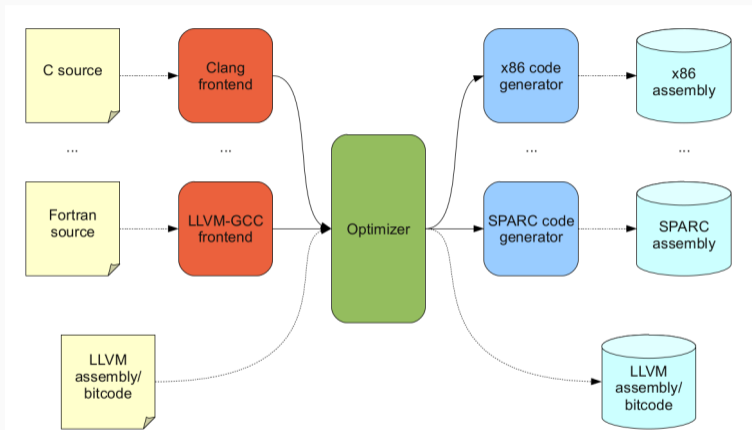 C source
Clang
frontend
x86 code
generator
x86
assembly
...
...
...
...
Fortran
source
LLVM-GCC
frontend
Optimizer
SPARC code
generator
SPARC
assembly
LLVM
assembly/
bitcode
LLVM
assembly/
bitcode